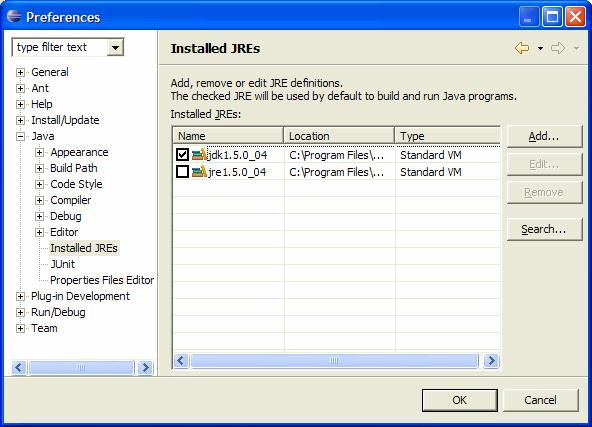 Preferences
type filter text
General
Ant
Help
Install/Update
Java
Appearance
Build Path
Code Style
Compiler
Debug
Editor
Installed JREs
JUnit
Properties Files Editor
Plug-in Development
Run/Debug
Team
Installed JREs
Add, remove or edit JRE definitions.
The checked JRE will be used by default to build and run Java programs.
Installed JREs:
Name Location Type
jdk1.5.0_04 C:\Program Files\... Standard VM
jre1.5.0_04 C:\Program Files\... Standard VM
Add...
Edit...
Remove
Search...
OK Cancel